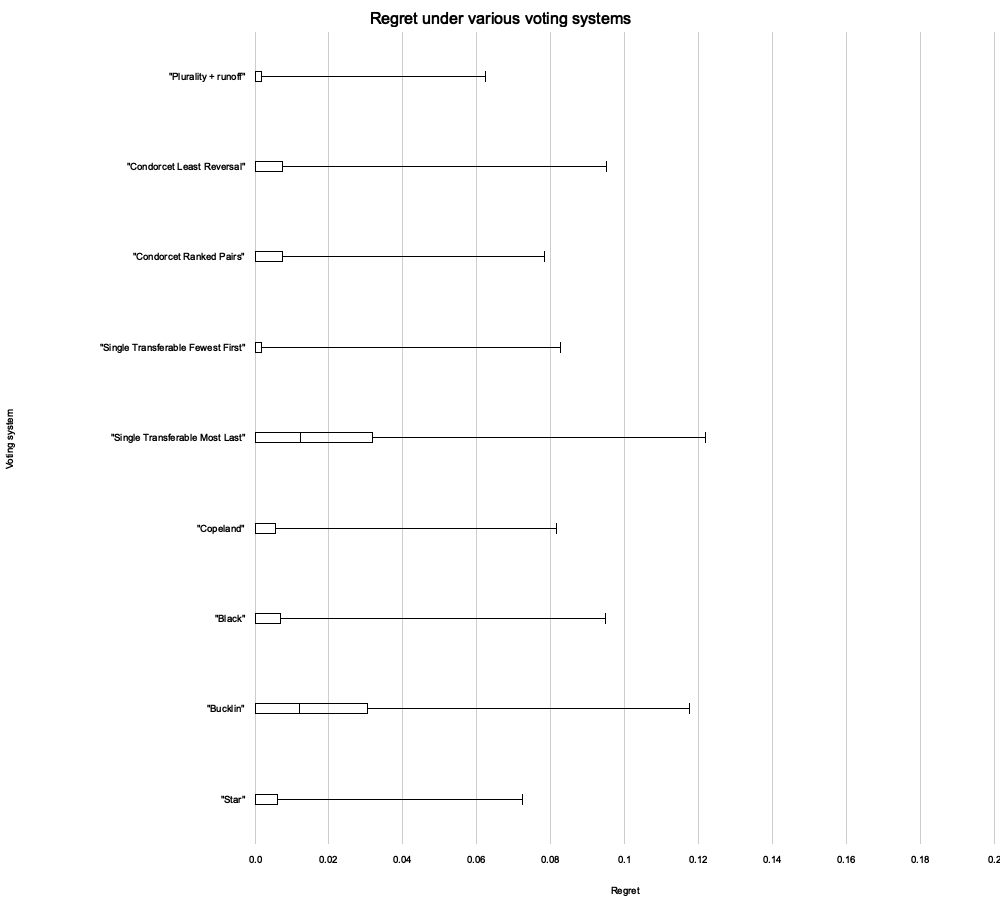 Regret under various voting systems
"Plurality + runoff"
"Condorcet Least Reversal"
"Condorcet Ranked Pairs"
"Single Transferable Fewest First"
"Single Transferable Most Last"
"Copeland"
"Black"
"Bucklin"
"Star"
Voting system
0.0 0.02 0.04 0.06 0.08 0.1 0.12 0.14 0.16 0.18 0.2
Regret